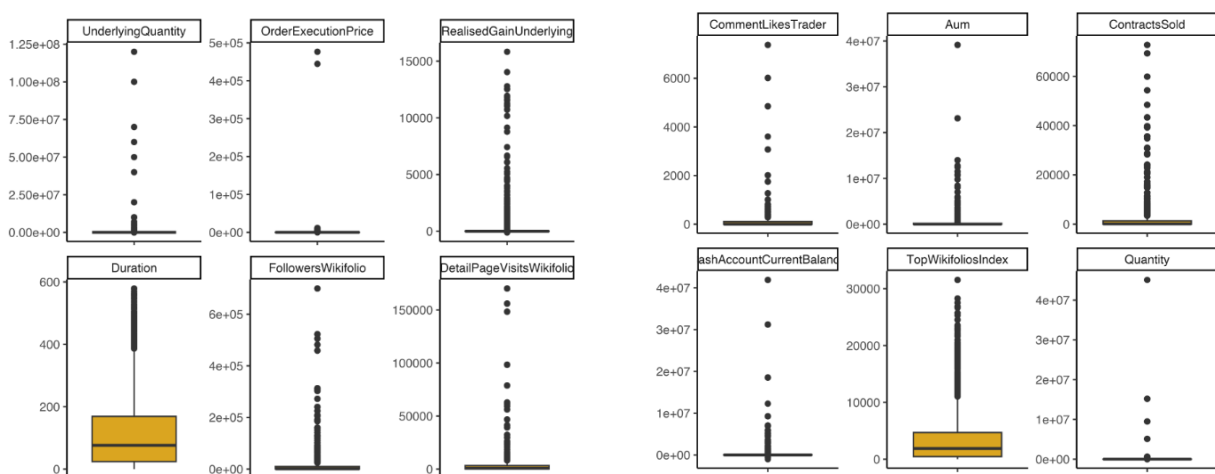 UnderlyingQuantity
1.25e+08
1.00e+08
7.50e+07
5.00e+07
2.50e+07
0.00e+00
OrderExecutionPrice
5e+05
4e+05
3e+05
2e+05
1e+05
0e+00
RealisedGainUnderlying
15000
10000
5000
0
CommentLikesTrader
6000
4000
2000
0
Aum
4e+07
3e+07
2e+07
1e+07
0e+00
ContractsSold
60000
40000
20000
0
Duration
600
400
200
0
FollowersWikifolio
6e+05
4e+05
2e+05
0e+00
DetailPageVisitsWikifolio
150000
100000
50000
0
ashAccountCurrentBalanc
4e+07
3e+07
2e+07
1e+07
0e+00
TopWikifoliosIndex
30000
20000
10000
0
Quantity
4e+07
3e+07
2e+07
1e+07
0e+00